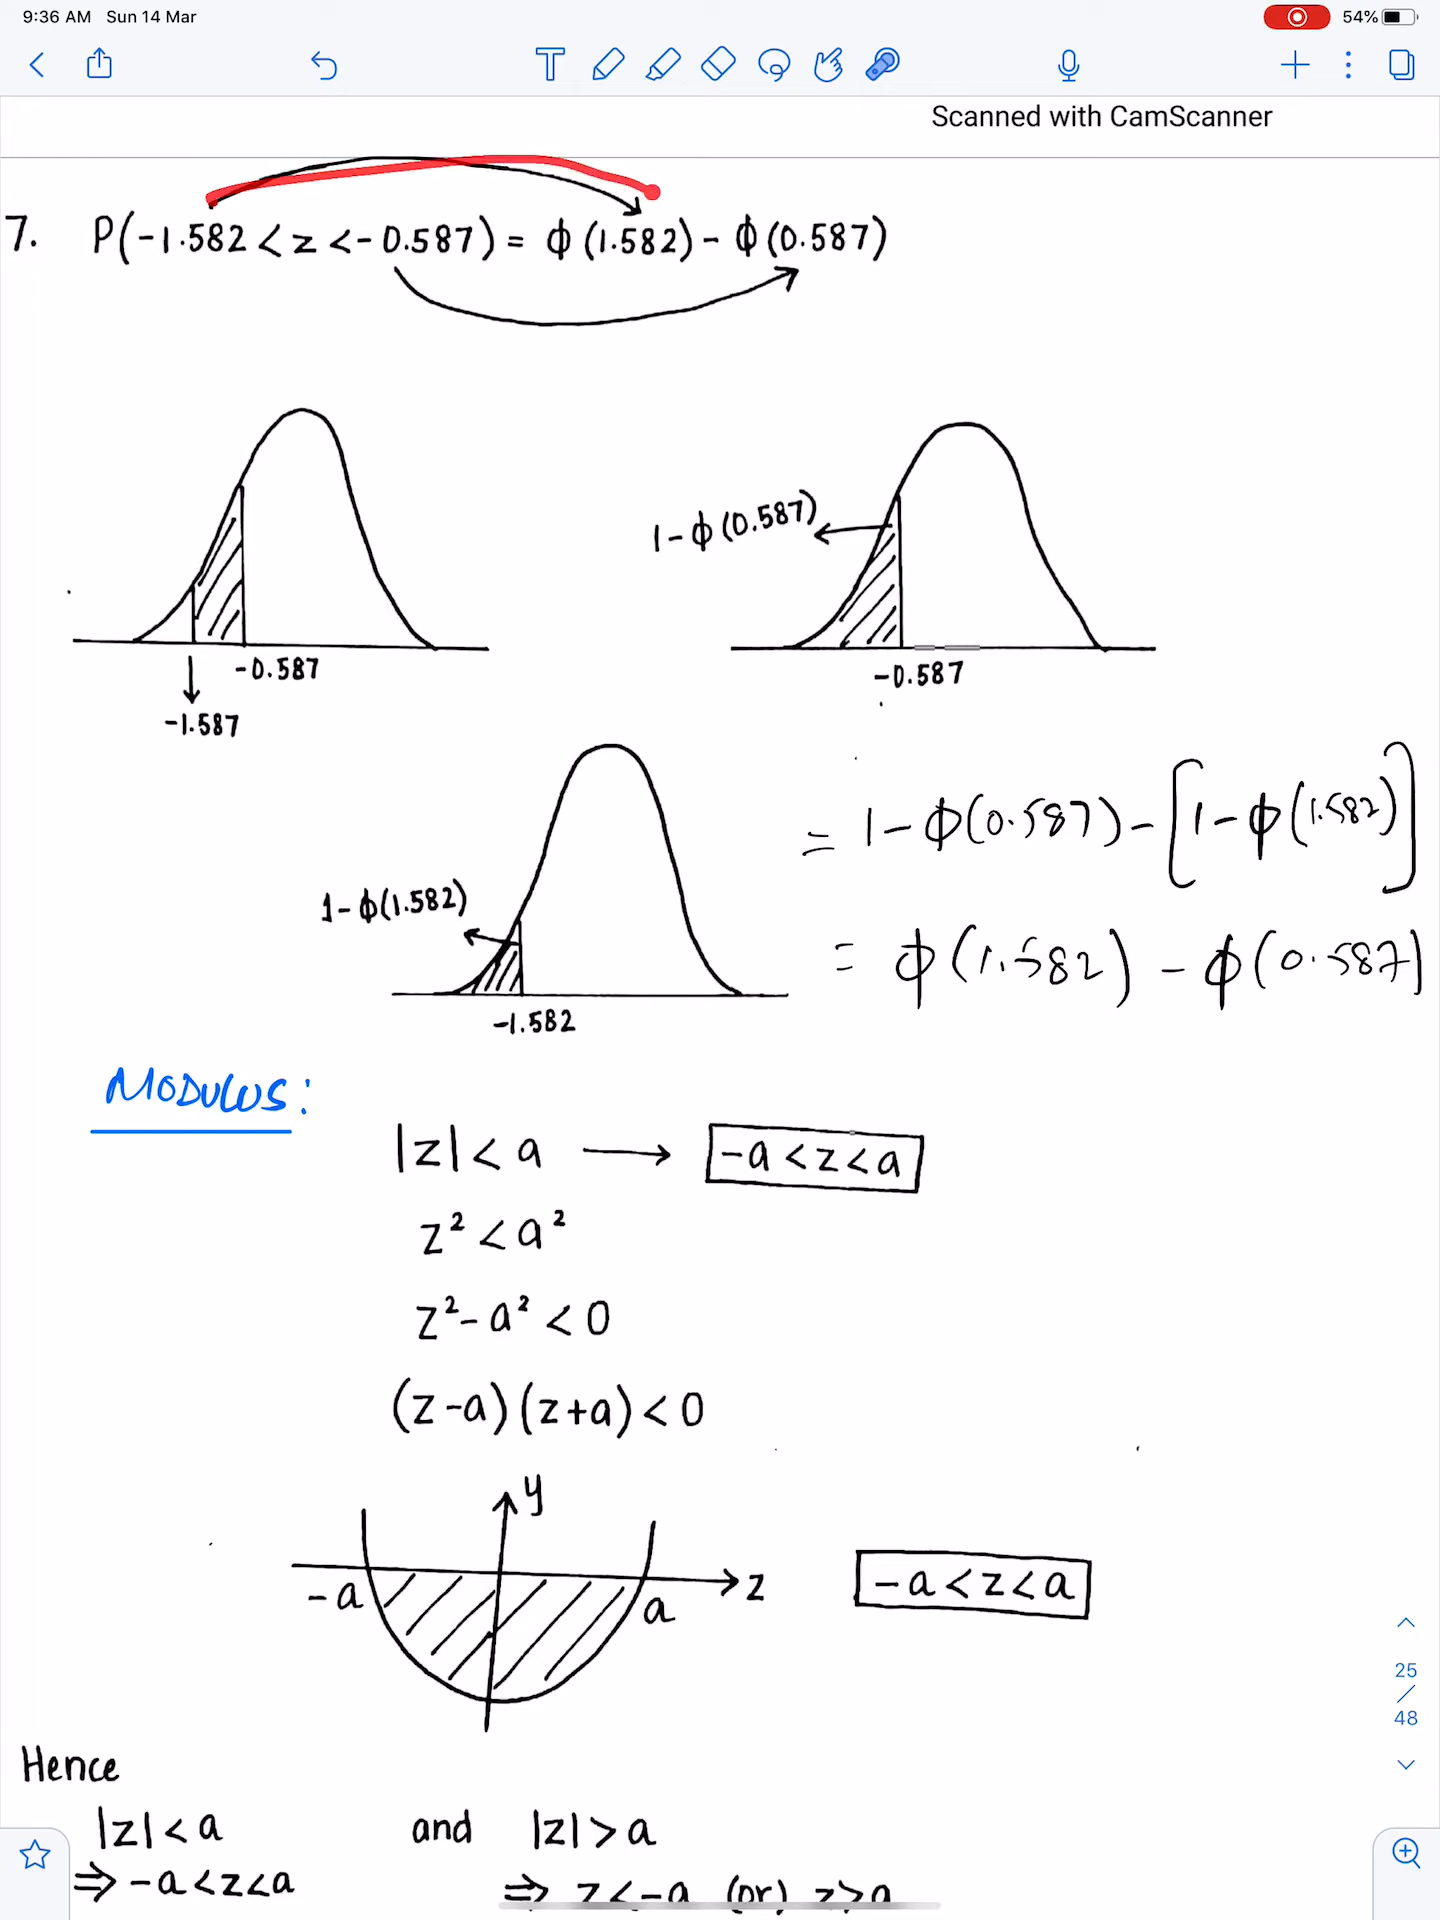 9:36 AM Sun 14 Mar
54%
Scanned with CamScanner
7. P(-1.582 < z < -0.587) = φ(1.582) - φ(0.587)
1-φ(0.587)
-0.587
-1.587
-0.587
= 1-φ(0.587) - [1-φ(1.582)]
1-φ(1.582)
= φ(1.582) - φ(0.587)
-1.582
MODULUS:
|z| < a → -a < z < a
z² < a²
z² - a² < 0
(z-a)(z+a) < 0
y
-a
a
z
-a < z < a
25
/
48
Hence
|z| < a and |z| > a
⇒ -a < z < a ⇒ z < -a (or) z > a